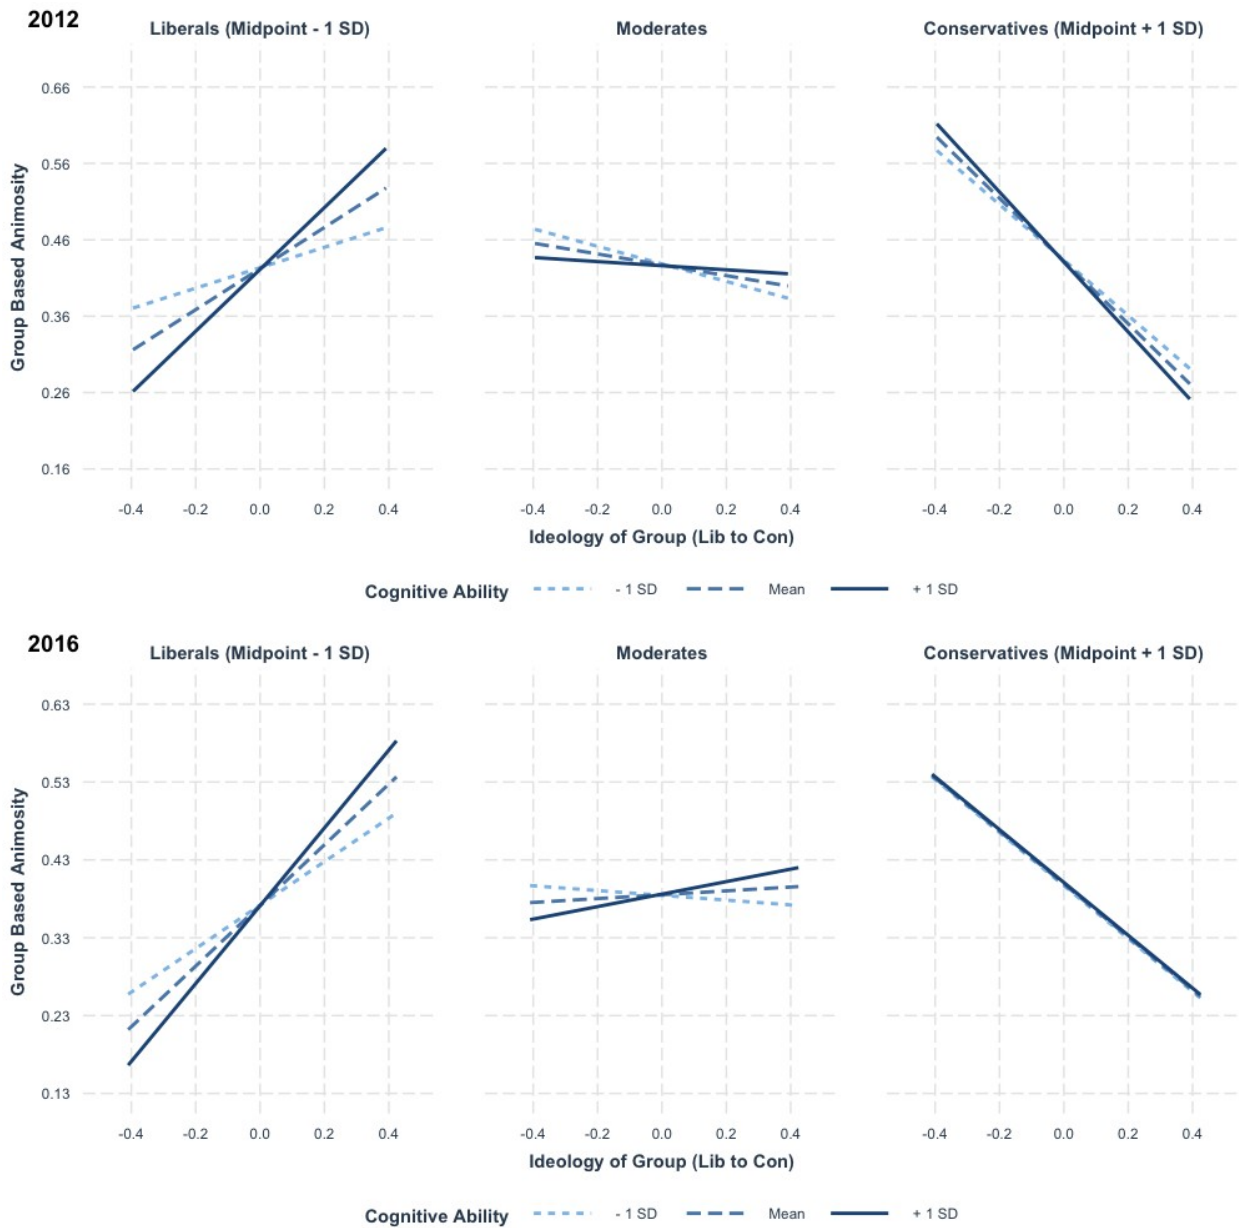 2012
Liberals (Midpoint - 1 SD) Moderates Conservatives (Midpoint + 1 SD)
Group Based Animosity
0.66
0.56
0.46
0.36
0.26
0.16
-0.4 -0.2 0.0 0.2 0.4 -0.4 -0.2 0.0 0.2 0.4 -0.4 -0.2 0.0 0.2 0.4
Ideology of Group (Lib to Con)
Cognitive Ability - 1 SD Mean + 1 SD
2016
Liberals (Midpoint - 1 SD) Moderates Conservatives (Midpoint + 1 SD)
Group Based Animosity
0.63
0.53
0.43
0.33
0.23
0.13
-0.4 -0.2 0.0 0.2 0.4 -0.4 -0.2 0.0 0.2 0.4 -0.4 -0.2 0.0 0.2 0.4
Ideology of Group (Lib to Con)
Cognitive Ability - 1 SD Mean + 1 SD